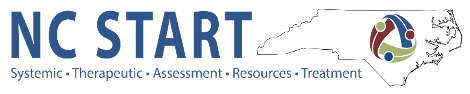 NC START
Systemic • Therapeutic • Assessment • Resources • Treatment